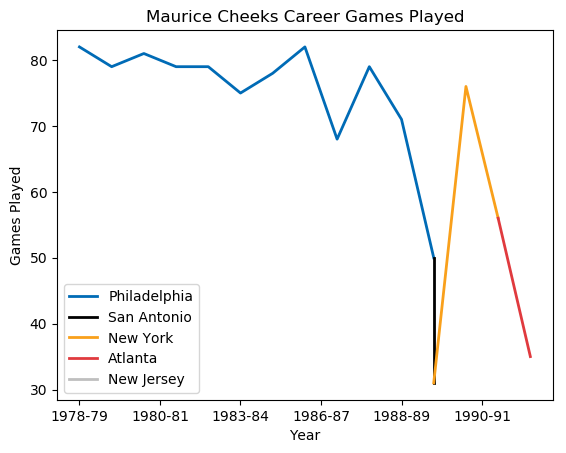 Maurice Cheeks Career Games Played
80
70
60
50
40
30
Games Played
Philadelphia
San Antonio
New York
Atlanta
New Jersey
1978-79 1980-81 1983-84 1986-87 1988-89 1990-91
Year